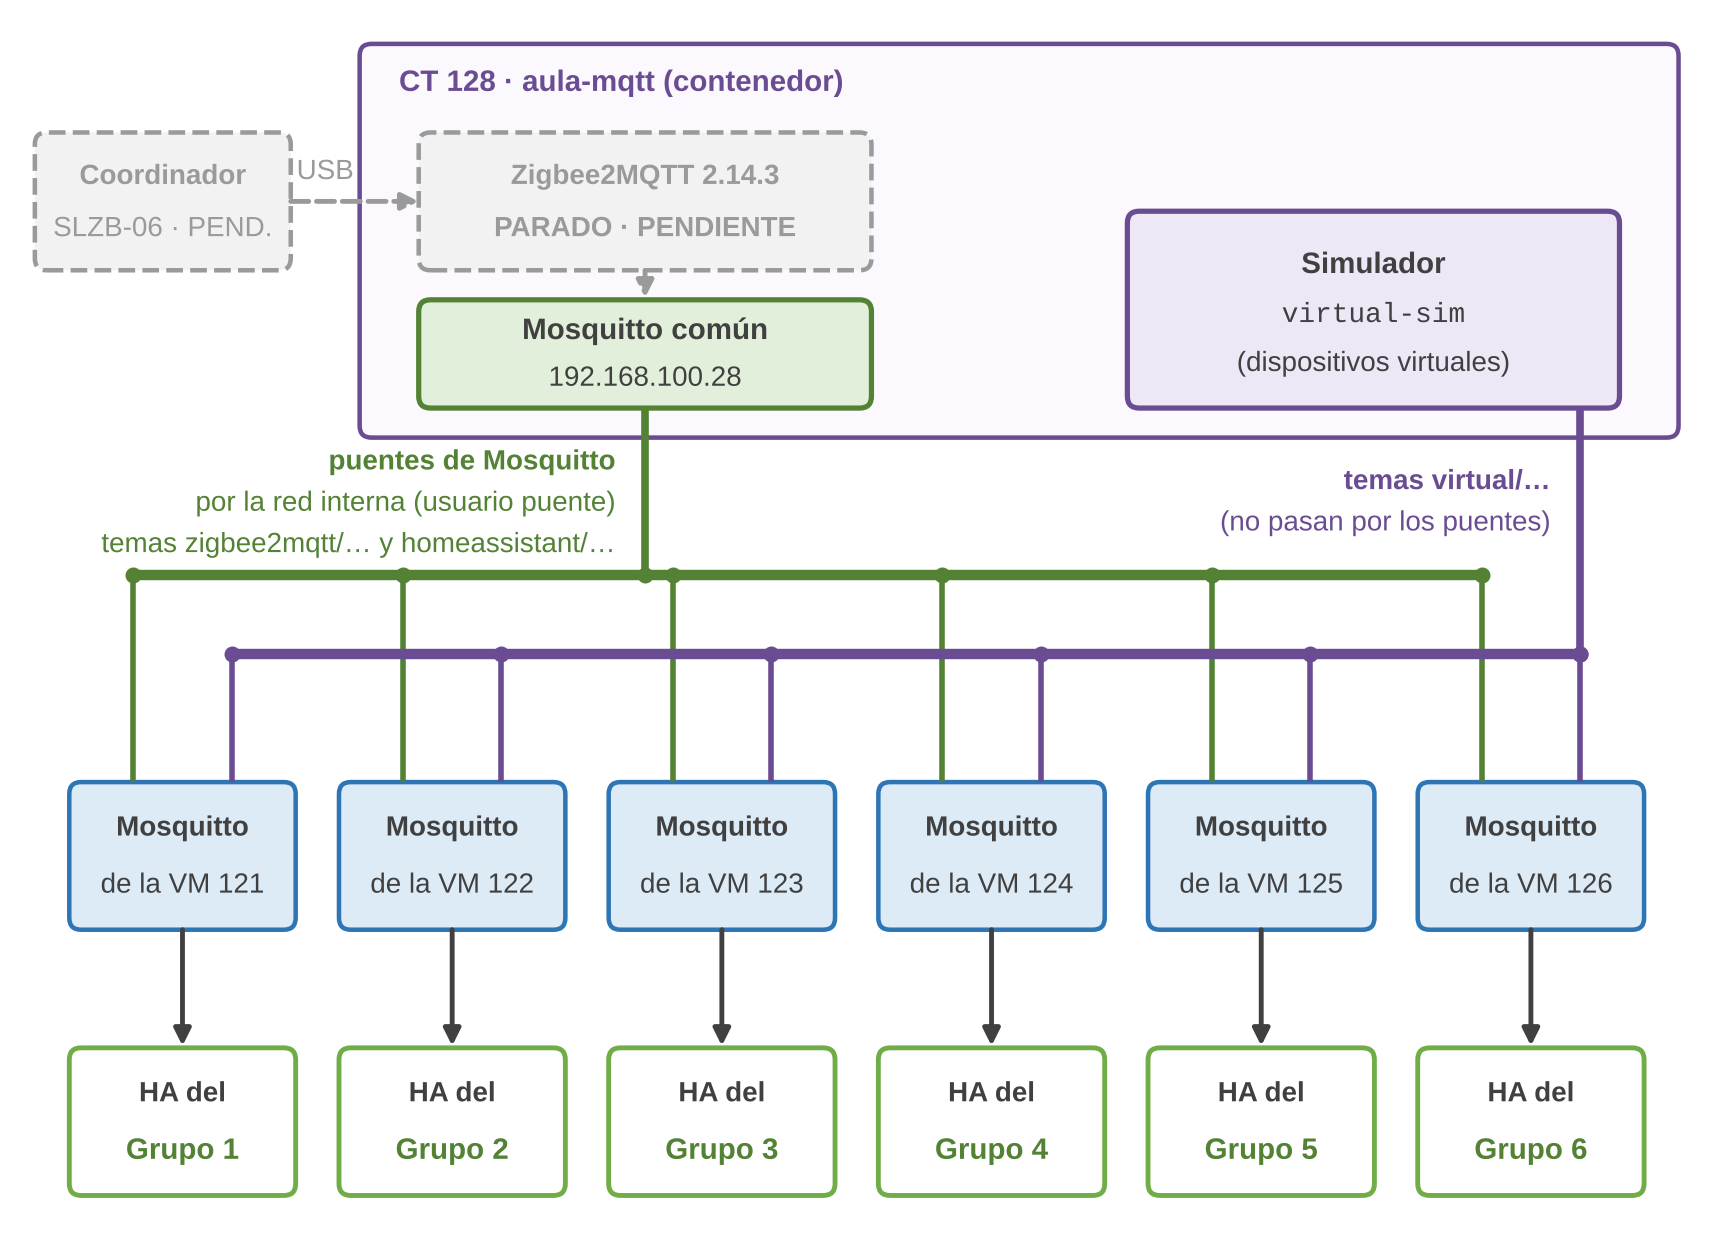 CT 128 · aula-mqtt (contenedor)
Coordinador
SLZB-06 · PEND.
USB
Zigbee2MQTT 2.14.3
PARADO · PENDIENTE
Mosquitto común
192.168.100.28
Simulador
virtual-sim
(dispositivos virtuales)
puentes de Mosquitto
por la red interna (usuario puente)
temas zigbee2mqtt/… y homeassistant/…
temas virtual/…
(no pasan por los puentes)
Mosquitto
de la VM 121
Mosquitto
de la VM 122
Mosquitto
de la VM 123
Mosquitto
de la VM 124
Mosquitto
de la VM 125
Mosquitto
de la VM 126
HA del
Grupo 1
HA del
Grupo 2
HA del
Grupo 3
HA del
Grupo 4
HA del
Grupo 5
HA del
Grupo 6